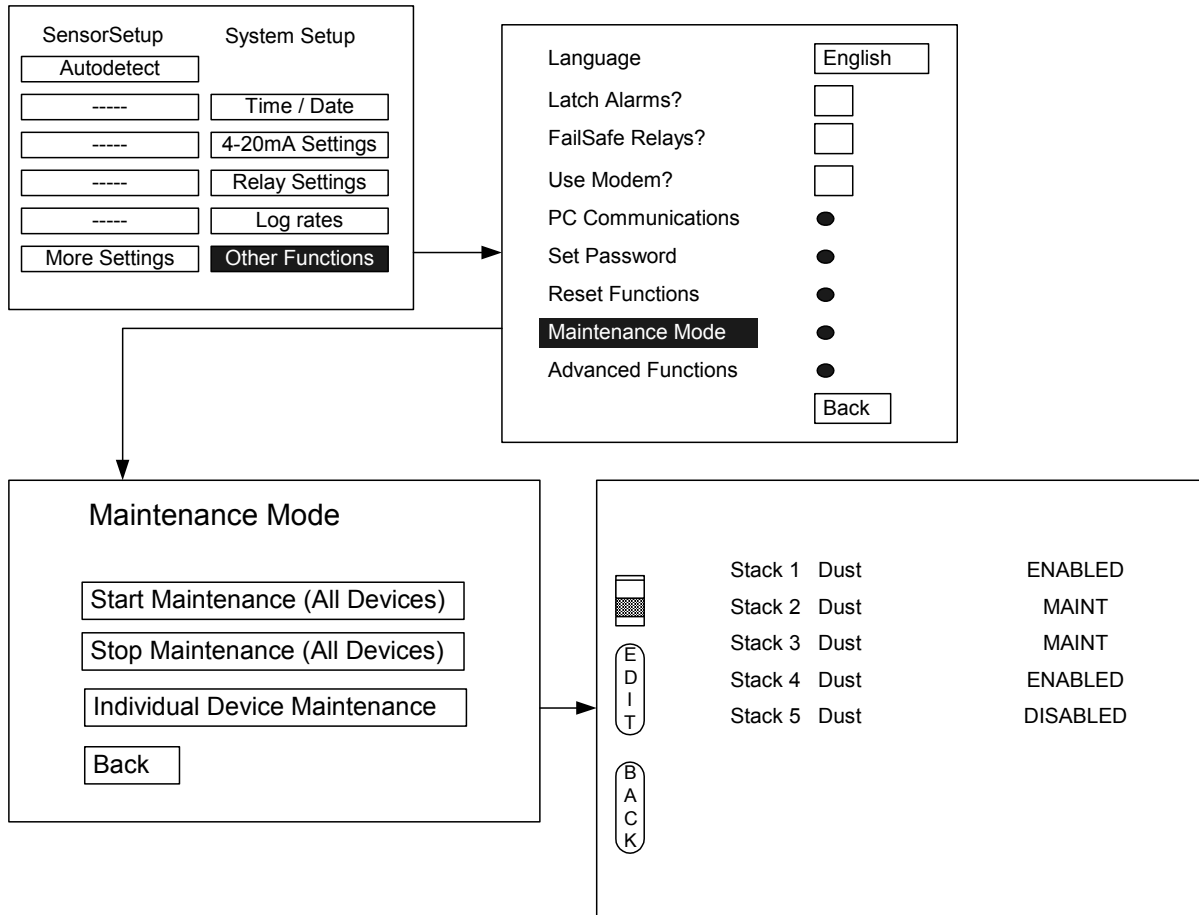 SensorSetup System Setup
Autodetect
----- Time / Date
----- 4-20mA Settings
----- Relay Settings
----- Log rates
More Settings Other Functions
Language English
Latch Alarms?
FailSafe Relays?
Use Modem?
PC Communications
Set Password
Reset Functions
Maintenance Mode
Advanced Functions
Back
Maintenance Mode
Start Maintenance (All Devices)
Stop Maintenance (All Devices)
Individual Device Maintenance
Back
Stack 1 Dust ENABLED
Stack 2 Dust MAINT
Stack 3 Dust MAINT
Stack 4 Dust ENABLED
Stack 5 Dust DISABLED
EDIT
BACK